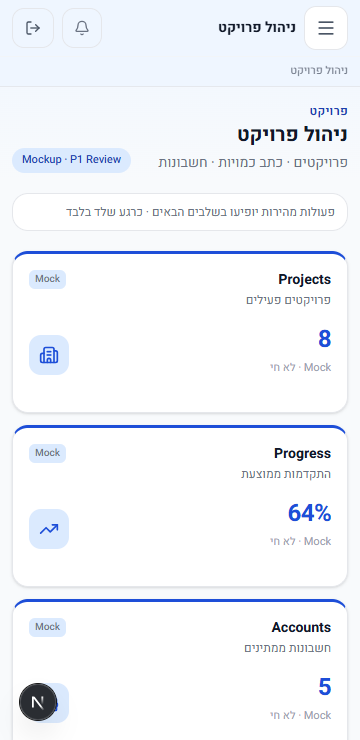 ניהול פרויקט
ניהול פרויקט
פרויקט
ניהול פרויקט
פרויקטים · כתב כמויות · חשבונות
Mockup · P1 Review
פעולות מהירות יופיעו בשלבים הבאים · כרגע שלד בלבד
Projects
Mock
פרויקטים פעילים
8
Mock · לא חי
Progress
Mock
התקדמות ממוצעת
64%
Mock · לא חי
Accounts
Mock
חשבונות ממתינים
5
Mock · לא חי
N